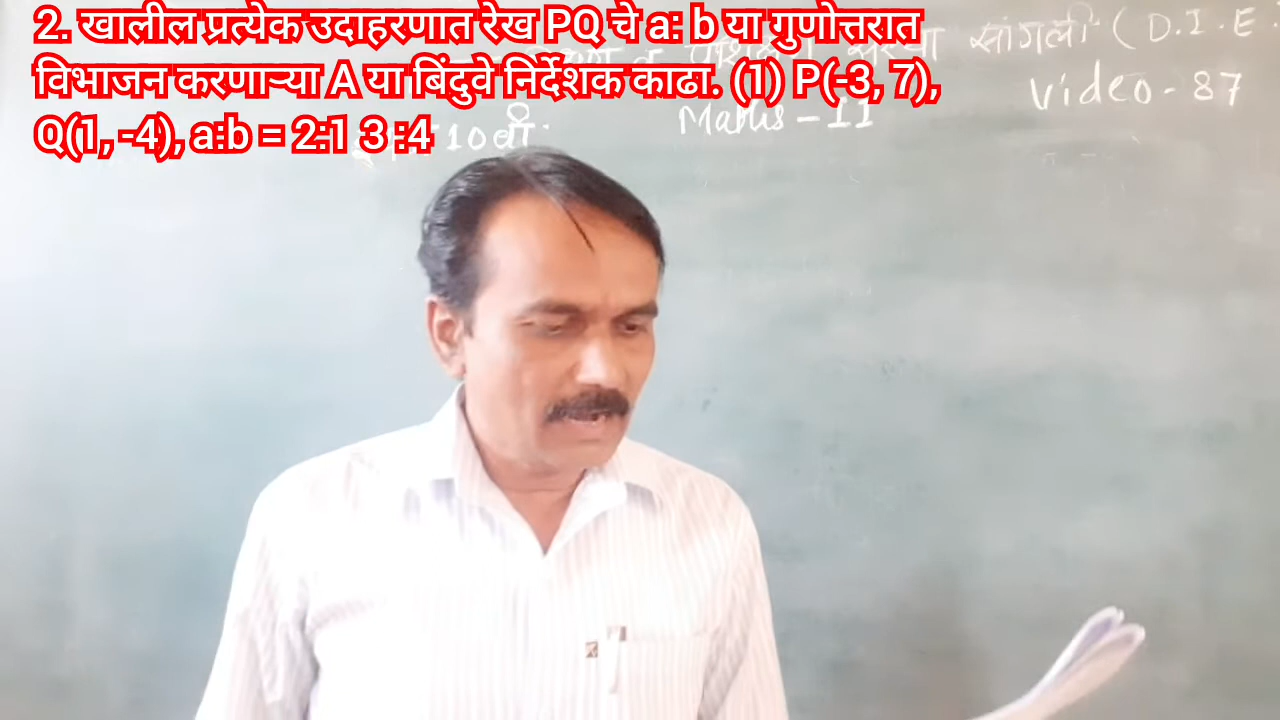 2. खालील प्रत्येक उदाहरणात रेख PQ चे a: b या गुणोत्तरात
विभाजन करणाऱ्या A या बिंदुचे निर्देशक काढा. (1) P(-3, 7),
Q(1, -4), a:b = 2:1 3 :4
सांगली (D.I.E
Video - 87
10वी
Maths - II